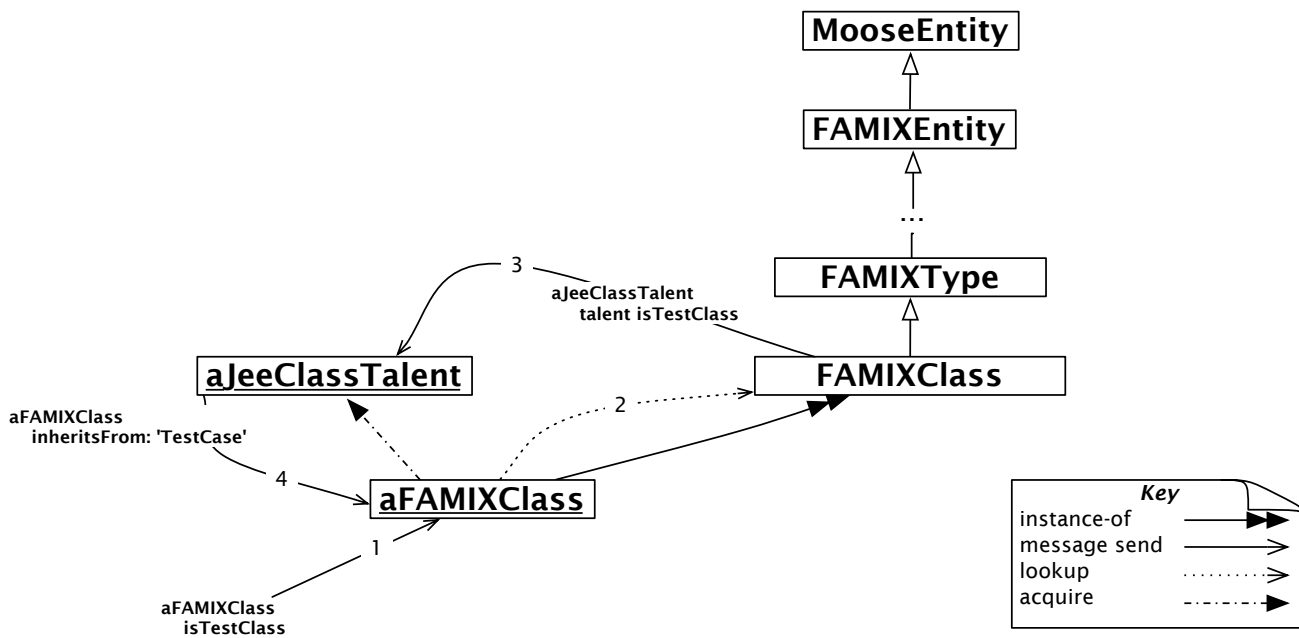 MooseEntity
FAMIXEntity
...
FAMIXType
3
aJeeClassTalent
talent isTestClass
aJeeClassTalent
FAMIXClass
2
aFAMIXClass
inheritsFrom: 'TestCase'
4
aFAMIXClass
1
aFAMIXClass
isTestClass
Key
instance-of
message send
lookup
acquire